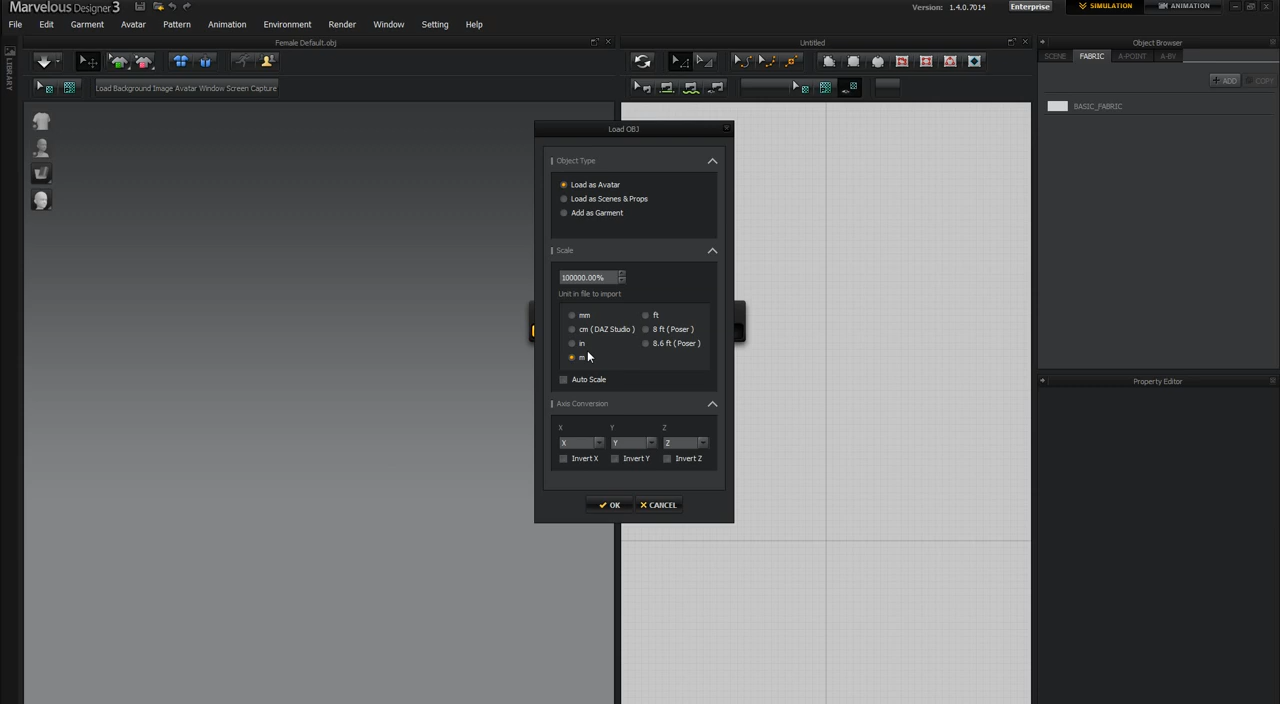 Marvelous Designer 3
Version: 1.4.0.7014
Enterprise
SIMULATION
ANIMATION
File Edit Garment Avatar Pattern Animation Environment Render Window Setting Help
Female Default.obj
Untitled
Object Browser
LIBRARY
SCENE FABRIC A-POINT A-BY
Load Background Image Avatar Window Screen Capture
ADD COPY
BASIC_FABRIC
Load OBJ
Object Type
Load as Avatar
Load as Scenes & Props
Add as Garment
Scale
100000.00%
Unit in file to import
mm ft
cm ( DAZ Studio ) 8 ft ( Poser )
in 8.6 ft ( Poser )
m
Auto Scale
Property Editor
Axis Conversion
X Y Z
X Y Z
Invert X Invert Y Invert Z
OK CANCEL